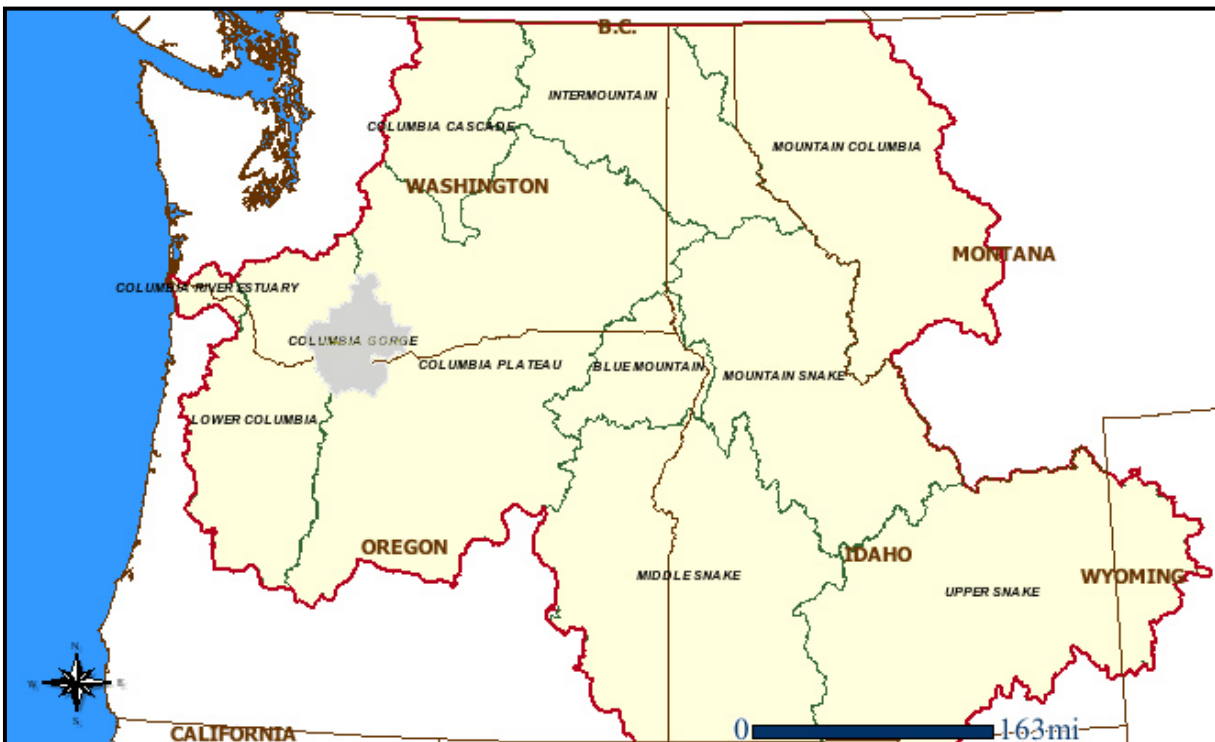 B.C.
INTERMOUNTAIN
COLUMBIA CASCADE
MOUNTAIN COLUMBIA
WASHINGTON
MONTANA
COLUMBIA RIVER ESTUARY
COLUMBIA GORGE
COLUMBIA PLATEAU
BLUE MOUNTAIN
MOUNTAIN SNAKE
LOWER COLUMBIA
OREGON
IDAHO
MIDDLE SNAKE
WYOMING
UPPER SNAKE
N
W
E
S
CALIFORNIA
0 163mi